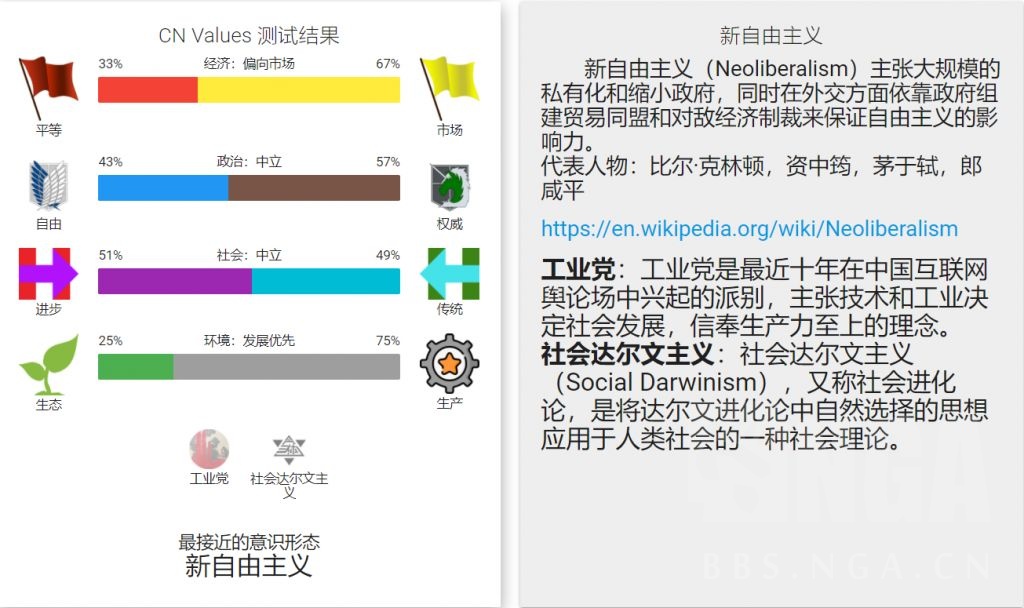 CN Values 测试结果
33% 经济：偏向市场 67%
平等 市场
43% 政治：中立 57%
自由 权威
51% 社会：中立 49%
进步 传统
25% 环境：发展优先 75%
生态 生产
工业党 社会达尔文主
义
最接近的意识形态
新自由主义
新自由主义
新自由主义（Neoliberalism）主张大规模的
私有化和缩小政府，同时在外交方面依靠政府组
建贸易同盟和对敌经济制裁来保证自由主义的影
响力。
代表人物：比尔·克林顿，资中筠，茅于轼，郎
咸平
https://en.wikipedia.org/wiki/Neoliberalism
工业党：工业党是最近十年在中国互联网
舆论场中兴起的派别，主张技术和工业决
定社会发展，信奉生产力至上的理念。
社会达尔文主义：社会达尔文主义
（Social Darwinism），又称社会进化
论，是将达尔文进化论中自然选择的思想
应用于人类社会的一种社会理论。
NGA
BBS.NGA.CN